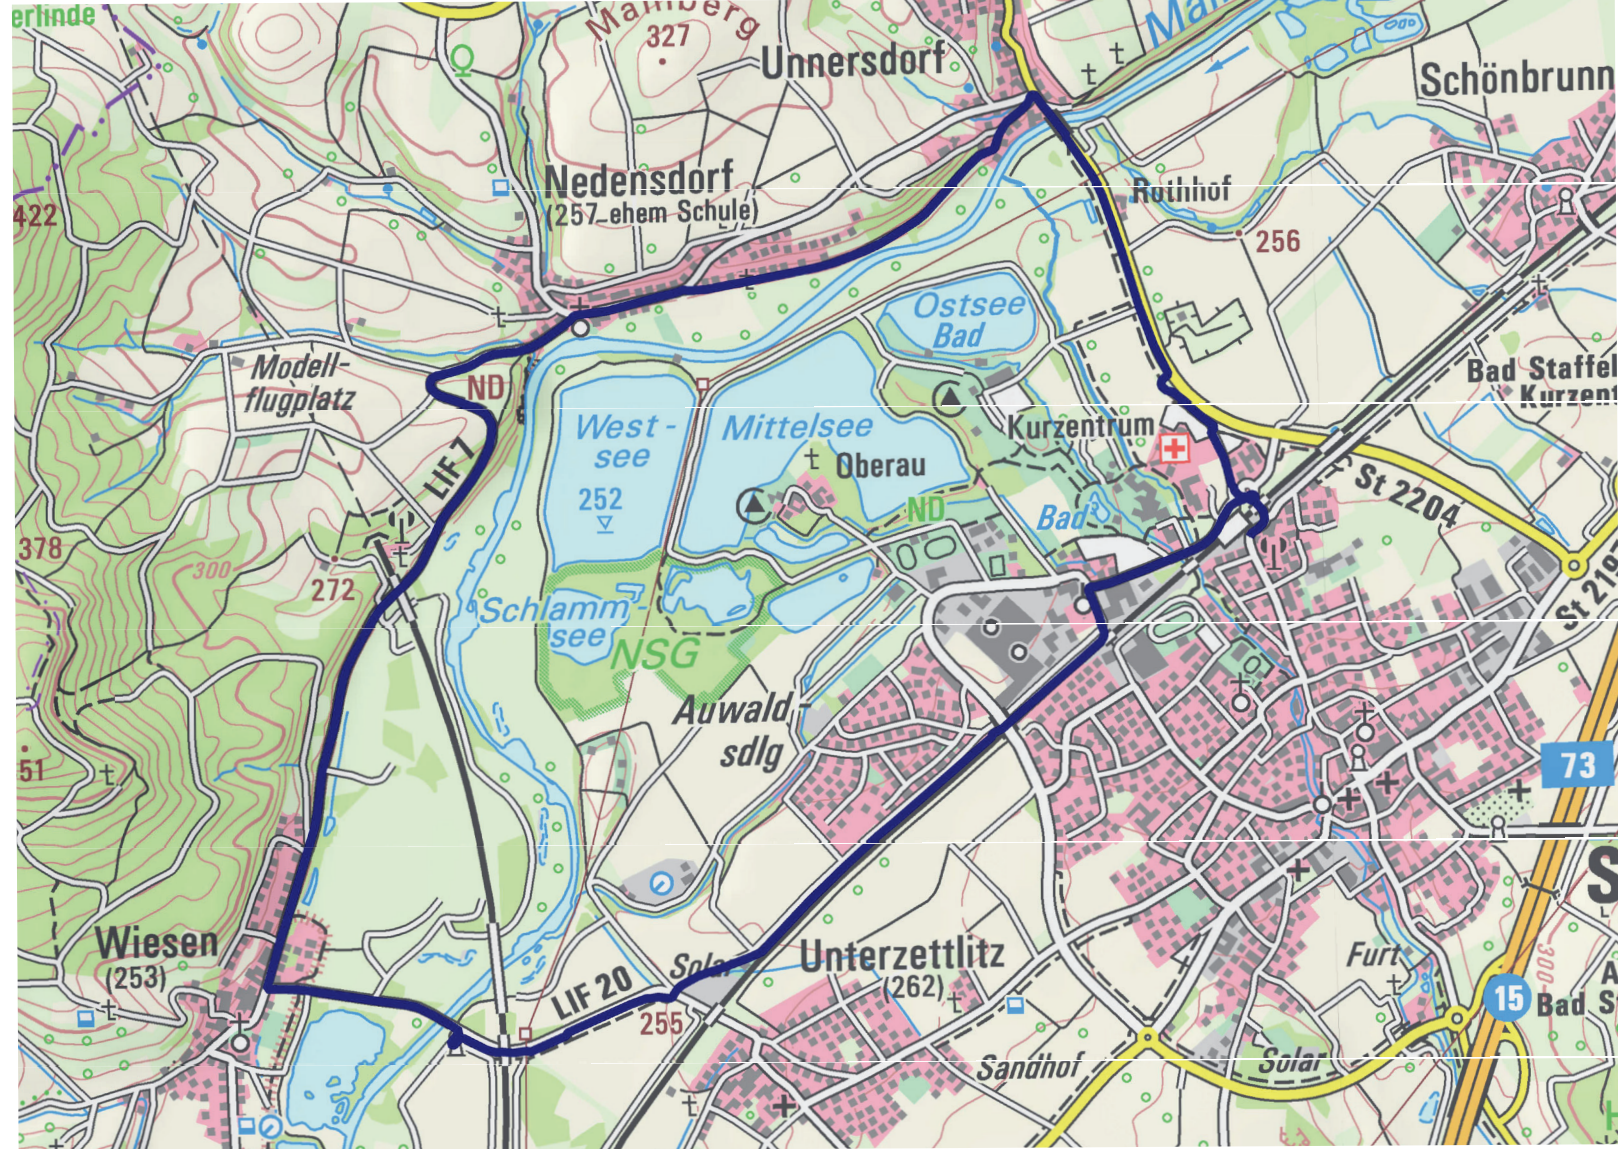 erlinde
Mainberg
327
Unnersdorf
Schönbrunn
Nedensdorf
(257_ehem Schule)
422
Rothhof
256
Ostsee
Bad
Modell-
flugplatz
ND
Bad Staffel
Kurzent
West-
see
Mittelsee
Kurzentrum
LIF 7
Oberau
252
ND
Bad
St 2204
378
300
272
St 219
Schlamm-
see
NSG
Auwald-
sdlg
51
73
S
Wiesen
(253)
Unterzettlitz
(262)
Furt
300
LIF 20
Solar
255
15
Bad S
A
Sandhof
Solar
H